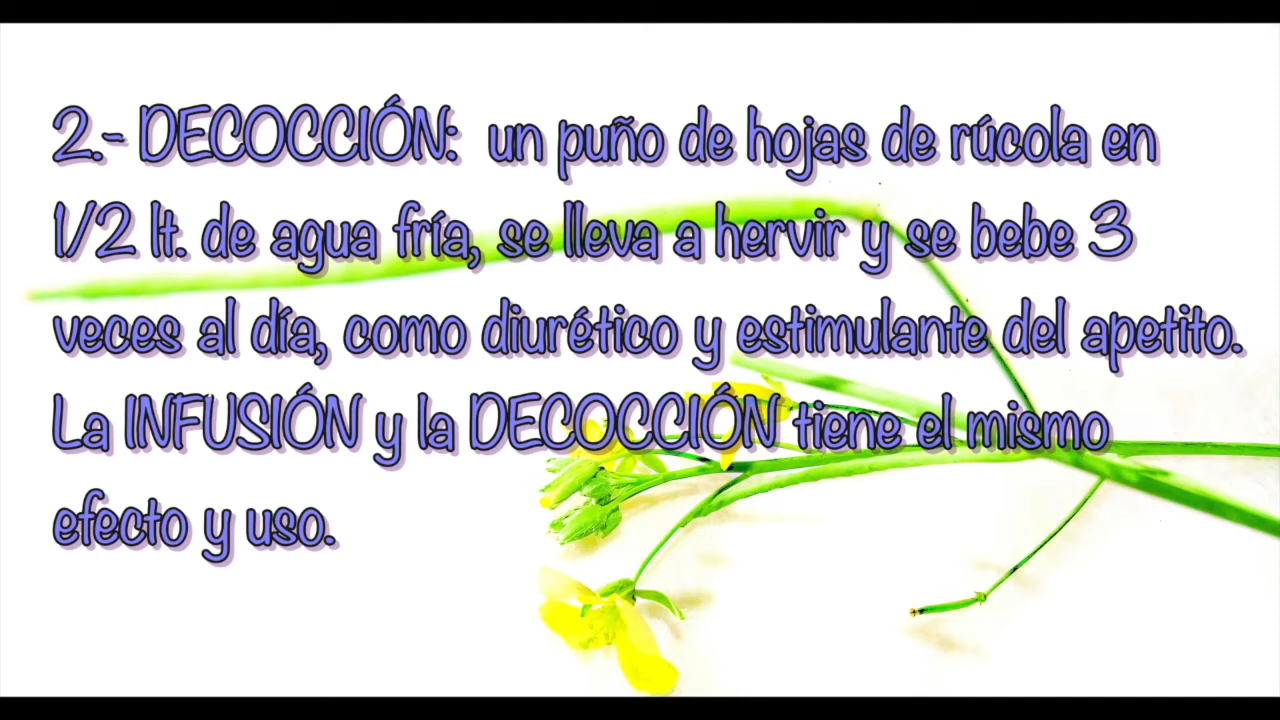 2.- DECOCCIÓN: un puño de hojas de rúcola en
1/2 lt. de agua fría, se lleva a hervir y se bebe 3
veces al día, como diurético y estimulante del apetito.
La INFUSIÓN y la DECOCCIÓN tiene el mismo
efecto y uso.